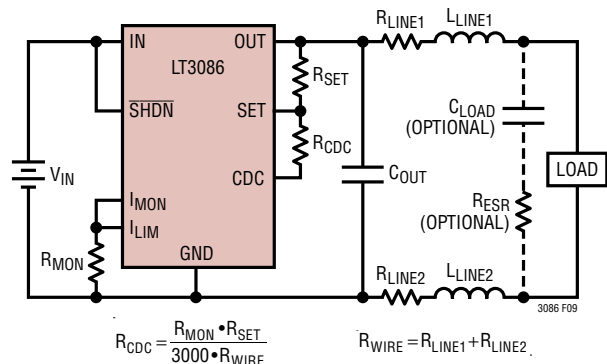 IN
OUT
LT3086
SHDN
SET
CDC
IMON
ILIM
GND
VIN
RMON
RSET
RCDC
COUT
RLINE1
LLINE1
CLOAD
(OPTIONAL)
LOAD
RESR
(OPTIONAL)
RLINE2
LLINE2
3086 F09
RCDC = RMON • RSET / 3000 • RWIRE
RWIRE = RLINE1 + RLINE2